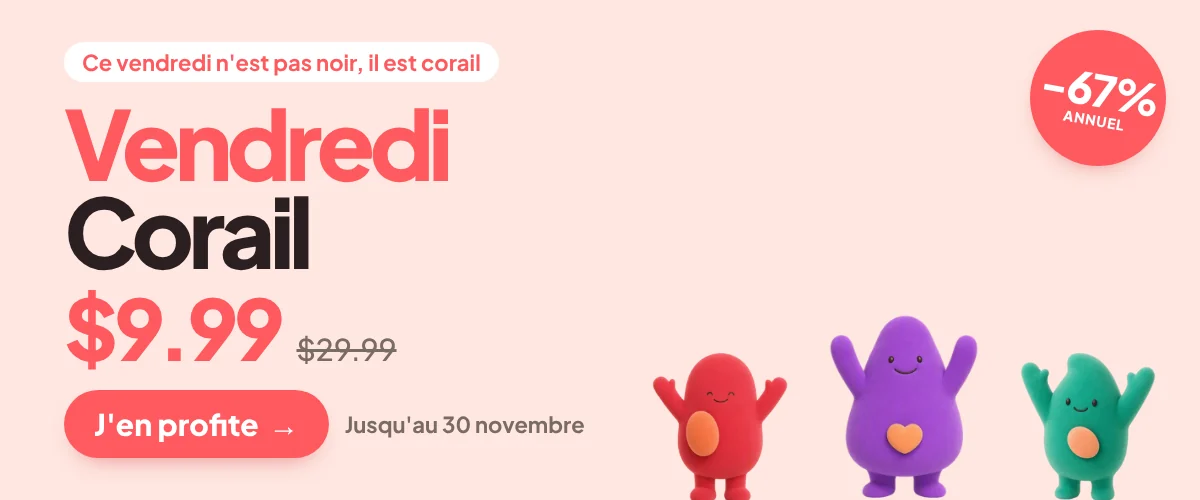 Ce vendredi n'est pas noir, il est corail
-67%
ANNUEL
Vendredi
Corail
$9.99 $29.99
J'en profite →
Jusqu'au 30 novembre